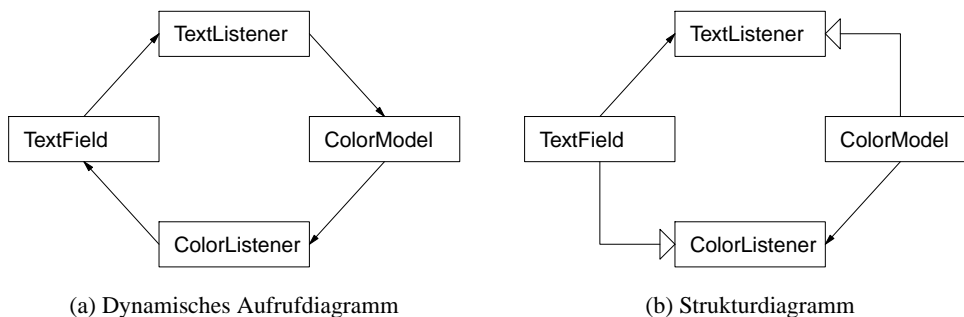 TextListener
TextField
ColorModel
ColorListener
(a) Dynamisches Aufrufdiagramm
TextListener
TextField
ColorModel
ColorListener
(b) Strukturdiagramm